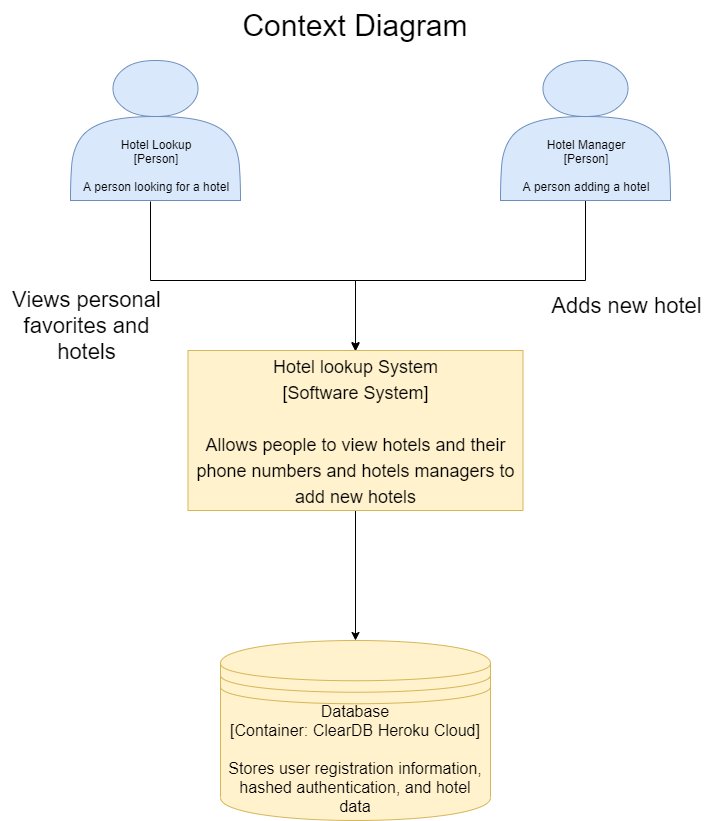 Context Diagram
Hotel Lookup
[Person]
A person looking for a hotel
Hotel Manager
[Person]
A person adding a hotel
Views personal
favorites and
hotels
Adds new hotel
Hotel lookup System
[Software System]
Allows people to view hotels and their
phone numbers and hotels managers to
add new hotels
Database
[Container: ClearDB Heroku Cloud]
Stores user registration information,
hashed authentication, and hotel
data